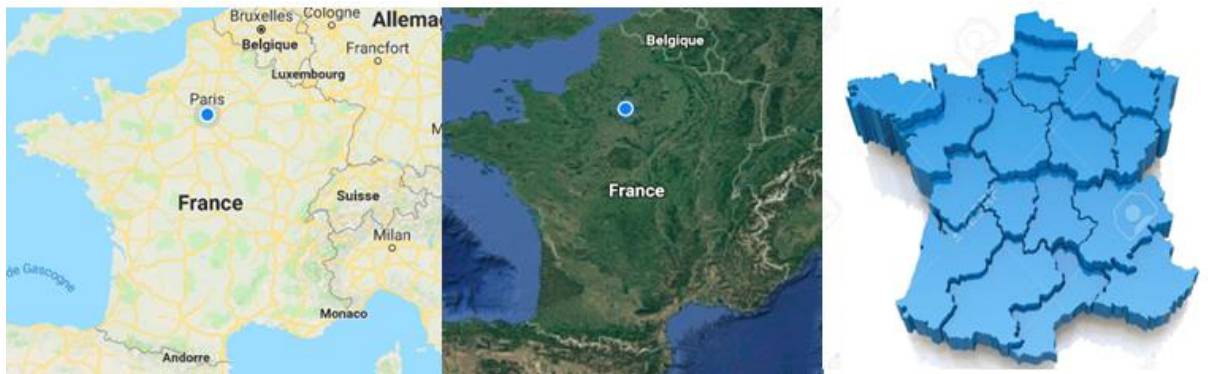 Bruxelles
Cologne
Allemag
Belgique
Francfort
Luxembourg
Paris
France
Suisse
Milan
de Gascogne
Monaco
Andorre
Belgique
France